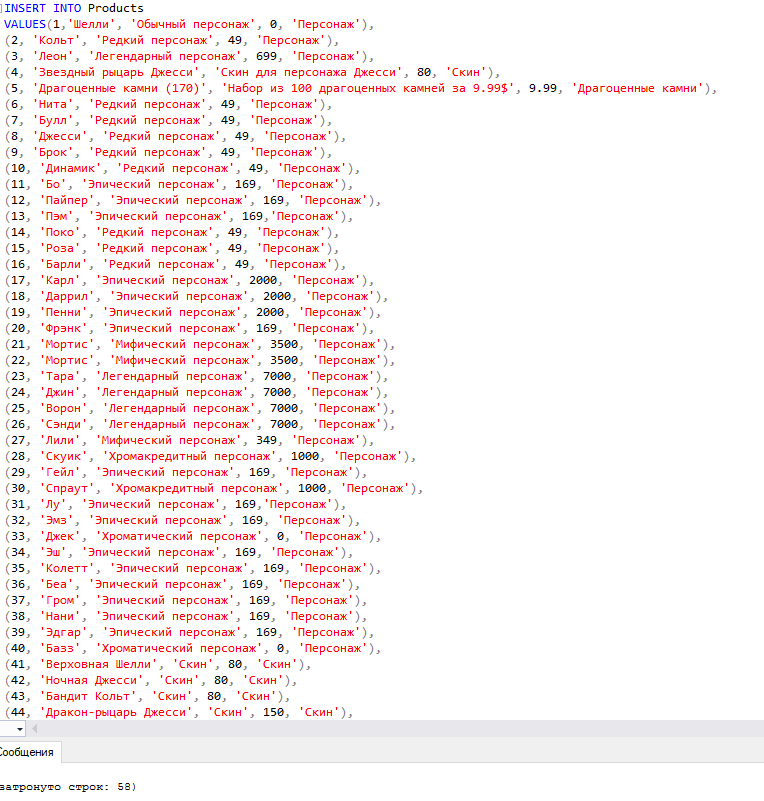 INSERT INTO Products
VALUES(1,'Шелли', 'Обычный персонаж', 0, 'Персонаж'),
(2, 'Кольт', 'Редкий персонаж', 49, 'Персонаж'),
(3, 'Леон', 'Легендарный персонаж', 699, 'Персонаж'),
(4, 'Звездный рыцарь Джесси', 'Скин для персонажа Джесси', 80, 'Скин'),
(5, 'Драгоценные камни (170)', 'Набор из 100 драгоценных камней за 9.99$', 9.99, 'Драгоценные камни'),
(6, 'Нита', 'Редкий персонаж', 49, 'Персонаж'),
(7, 'Булл', 'Редкий персонаж', 49, 'Персонаж'),
(8, 'Джесси', 'Редкий персонаж', 49, 'Персонаж'),
(9, 'Брок', 'Редкий персонаж', 49, 'Персонаж'),
(10, 'Динамик', 'Редкий персонаж', 49, 'Персонаж'),
(11, 'Бо', 'Эпический персонаж', 169, 'Персонаж'),
(12, 'Пайпер', 'Эпический персонаж', 169, 'Персонаж'),
(13, 'Пэм', 'Эпический персонаж', 169,'Персонаж'),
(14, 'Поко', 'Редкий персонаж', 49, 'Персонаж'),
(15, 'Роза', 'Редкий персонаж', 49, 'Персонаж'),
(16, 'Барли', 'Редкий персонаж', 49, 'Персонаж'),
(17, 'Карл', 'Эпический персонаж', 2000, 'Персонаж'),
(18, 'Даррил', 'Эпический персонаж', 2000, 'Персонаж'),
(19, 'Пенни', 'Эпический персонаж', 2000, 'Персонаж'),
(20, 'Фрэнк', 'Эпический персонаж', 169, 'Персонаж'),
(21, 'Мортис', 'Мифический персонаж', 3500, 'Персонаж'),
(22, 'Мортис', 'Мифический персонаж', 3500, 'Персонаж'),
(23, 'Тара', 'Легендарный персонаж', 7000, 'Персонаж'),
(24, 'Джин', 'Легендарный персонаж', 7000, 'Персонаж'),
(25, 'Ворон', 'Легендарный персонаж', 7000, 'Персонаж'),
(26, 'Сэнди', 'Легендарный персонаж', 7000, 'Персонаж'),
(27, 'Лили', 'Мифический персонаж', 349, 'Персонаж'),
(28, 'Скуик', 'Хромакредитный персонаж', 1000, 'Персонаж'),
(29, 'Гейл', 'Эпический персонаж', 169, 'Персонаж'),
(30, 'Спраут', 'Хромакредитный персонаж', 1000, 'Персонаж'),
(31, 'Лу', 'Эпический персонаж', 169,'Персонаж'),
(32, 'Эмз', 'Эпический персонаж', 169, 'Персонаж'),
(33, 'Джек', 'Хроматический персонаж', 0, 'Персонаж'),
(34, 'Эш', 'Эпический персонаж', 169, 'Персонаж'),
(35, 'Колетт', 'Эпический персонаж', 169, 'Персонаж'),
(36, 'Беа', 'Эпический персонаж', 169, 'Персонаж'),
(37, 'Гром', 'Эпический персонаж', 169, 'Персонаж'),
(38, 'Нани', 'Эпический персонаж', 169, 'Персонаж'),
(39, 'Эдгар', 'Эпический персонаж', 169, 'Персонаж'),
(40, 'Базз', 'Хроматический персонаж', 0, 'Персонаж'),
(41, 'Верховная Шелли', 'Скин', 80, 'Скин'),
(42, 'Ночная Джесси', 'Скин', 80, 'Скин'),
(43, 'Бандит Кольт', 'Скин', 80, 'Скин'),
(44, 'Дракон-рыцарь Джесси', 'Скин', 150, 'Скин'),
Сообщения
затронуто строк: 58)